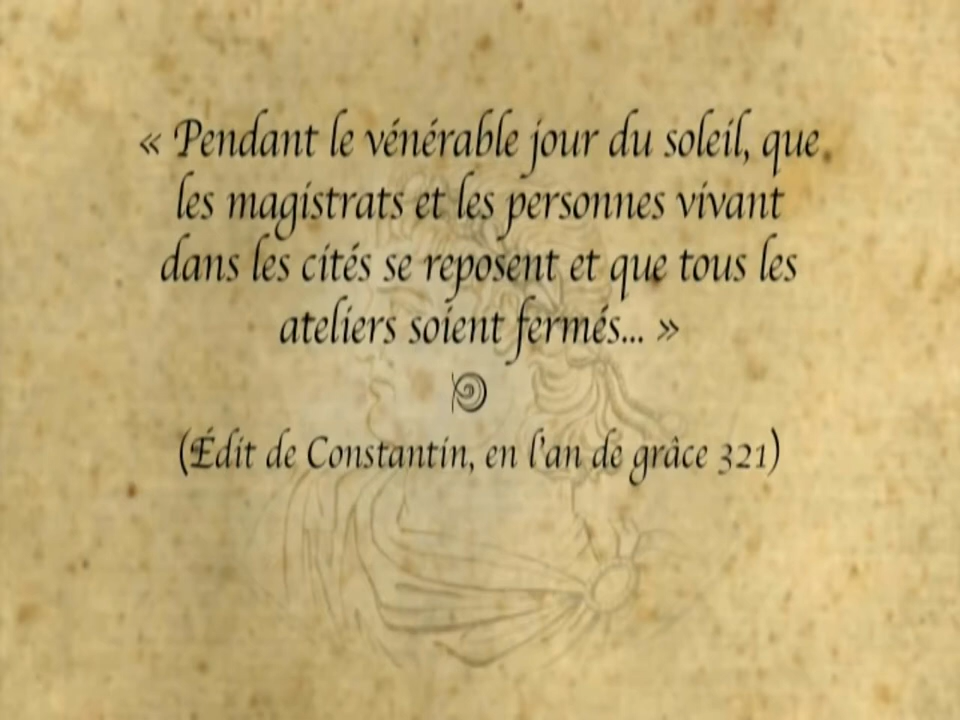 « Pendant le vénérable jour du soleil, que
les magistrats et les personnes vivant
dans les cités se reposent et que tous les
ateliers soient fermés... »
(Édit de Constantin, en l'an de grâce 321)